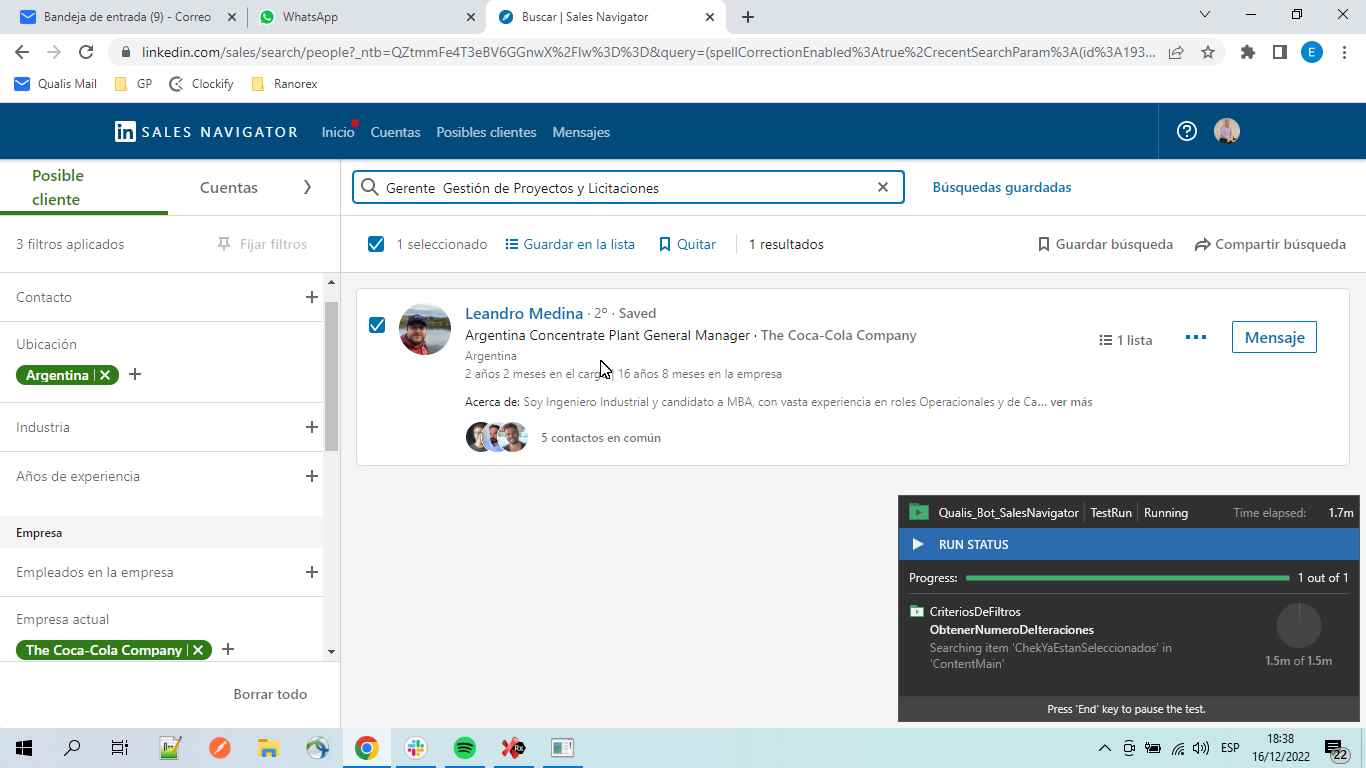 Bandeja de entrada (9) - Correo
WhatsApp
Buscar | Sales Navigator
linkedin.com/sales/search/people?_ntb=QZtmmFe4T3eBV6GGnwX%2Flw%3D%3D&query=(spellCorrectionEnabled%3Atrue%2CrecentSearchParam%3A(id%3A193...
E
Qualis Mail
GP
Clockify
Ranorex
in SALES NAVIGATOR
Inicio
Cuentas
Posibles clientes
Mensajes
Posible
cliente
Cuentas
Gerente  Gestión de Proyectos y Licitaciones
Búsquedas guardadas
3 filtros aplicados
Fijar filtros
1 seleccionado
Guardar en la lista
Quitar
1 resultados
Guardar búsqueda
Compartir búsqueda
Contacto
Ubicación
Argentina
Industria
Años de experiencia
Empresa
Empleados en la empresa
Empresa actual
The Coca-Cola Company
Borrar todo
Leandro Medina · 2º · Saved
Argentina Concentrate Plant General Manager · The Coca-Cola Company
Argentina
2 años 2 meses en el cargo | 16 años 8 meses en la empresa
Acerca de: Soy Ingeniero Industrial y candidato a MBA, con vasta experiencia en roles Operacionales y de Ca... ver más
5 contactos en común
1 lista
Mensaje
Qualis_Bot_SalesNavigator
TestRun
Running
Time elapsed:
1.7m
RUN STATUS
Progress:
1 out of 1
CriteriosDeFiltros
ObtenerNumeroDeIteraciones
Searching item 'ChekYaEstanSeleccionados' in
'ContentMain'
1.5m of 1.5m
Press 'End' key to pause the test.
Rx
ESP
18:38
16/12/2022
22